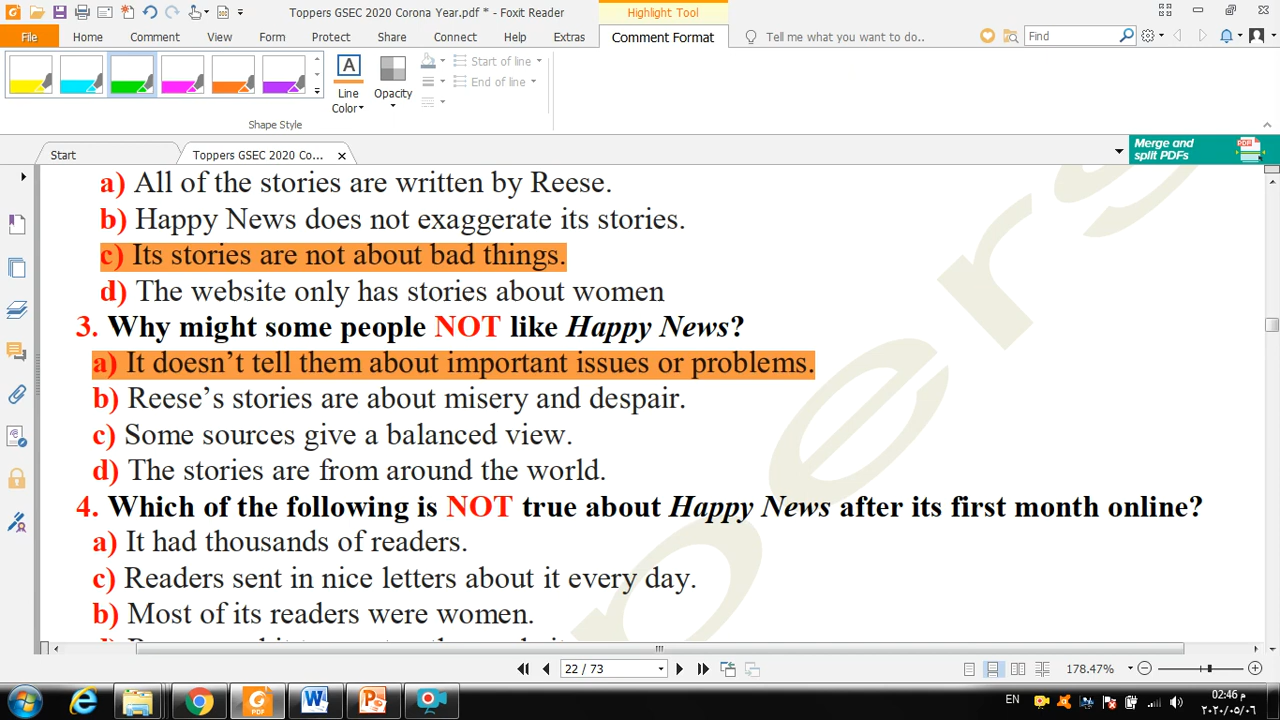 Toppers GSEC 2020 Corona Year.pdf * - Foxit Reader
Highlight Tool
File
Home
Comment
View
Form
Protect
Share
Connect
Help
Extras
Comment Format
Tell me what you want to do..
Find
Line
Color
Opacity
Start of line
End of line
Shape Style
Start
Toppers GSEC 2020 Co...
Merge and
split PDFs
a) All of the stories are written by Reese.
b) Happy News does not exaggerate its stories.
c) Its stories are not about bad things.
d) The website only has stories about women
3. Why might some people NOT like Happy News?
a) It doesn’t tell them about important issues or problems.
b) Reese’s stories are about misery and despair.
c) Some sources give a balanced view.
d) The stories are from around the world.
4. Which of the following is NOT true about Happy News after its first month online?
a) It had thousands of readers.
c) Readers sent in nice letters about it every day.
b) Most of its readers were women.
22 / 73
178.47%
EN
02:46 م
٢٠٢٠/٠٥/٠٦